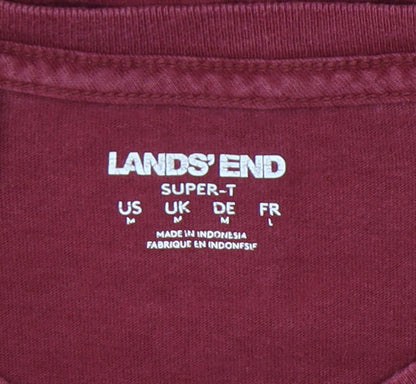 LANDS' END
SUPER-T
US UK DE FR
M M M L
MADE IN INDONESIA
FABRIQUE EN INDONESIE